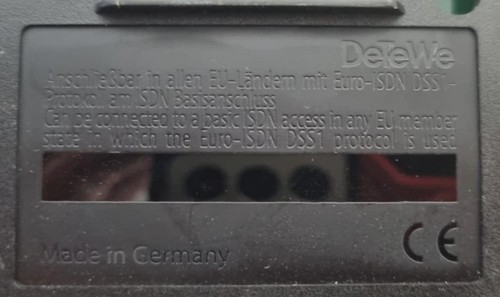 DeTeWe
Anschließbar in allen EU-Ländern mit Euro-ISDN DSS1-
Protokoll am ISDN Basisanschluss
Can be connected to a basic ISDN access in any EU member
state in which the Euro-ISDN DSS1 protocol is used
Made in Germany
CE